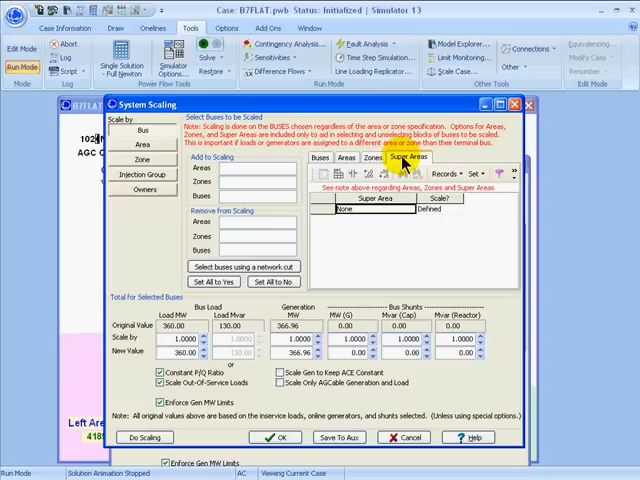 Case: B7FLAT.pwb  Status: Initialized | Simulator 13
Case Information Draw Onelines Tools Options Add Ons Window
Edit Mode
Run Mode
Mode
Abort
Log
Script
Log
Single Solution - Full Newton
Simulator Options
Restore
Power Flow Tools
Contingency Analysis...
Sensitivities
Difference Flows
Fault Analysis
Time Step Simulation...
Line Loading Replicator...
Run Mode
Model Explorer...
Limit Monitoring...
Scale Case...
Connections
Other
Other Tools
Equivalencing...
Modify Case
Renumber
Edit Mode
B7FLAT
102
AGC O
Left Area
4189
System Scaling
Scale by
Bus
Area
Zone
Injection Group
Owners
Select Buses to be Scaled
Note: Scaling is done on the BUSES chosen regardless of the area or zone specification. Options for Areas,
Zones, and Super Areas are included only to aid in selecting and unselecting blocks of buses to be scaled.
This is important if loads or generators are assigned to a different area or zone than their terminal bus.
Add to Scaling
Areas
Zones
Buses
Remove from Scaling
Areas
Zones
Buses
Select buses using a network cut
Set All to Yes Set All to No
Buses Areas Zones Super Areas
Records Set
See note above regarding Areas, Zones and Super Areas
Super Area Scale?
None Defined
Total for Selected Buses
Bus Load Generation Bus Shunts
Load MW Load Mvar MW MW (G) Mvar (Cap) Mvar (Reactor)
Original Value 360.00 130.00 366.96 0.00 0.00 0.00
Scale by 1.0000 1.0000 1.0000 1.0000 1.0000 1.0000
or
New Value 360.00 130.00 366.96 0.00 0.00 0.00
Constant P/Q Ratio Scale Gen to Keep ACE Constant
Scale Out-Of-Service Loads Scale Only AGCable Generation and Load
Enforce Gen MW Limits
Note: All original values above are based on the inservice loads, online generators, and shunts selected. (Unless using special options.)
Do Scaling OK Save To Aux Cancel Help
Enforce Gen MW Limits
Run Mode Solution Animation Stopped AC Viewing Current Case